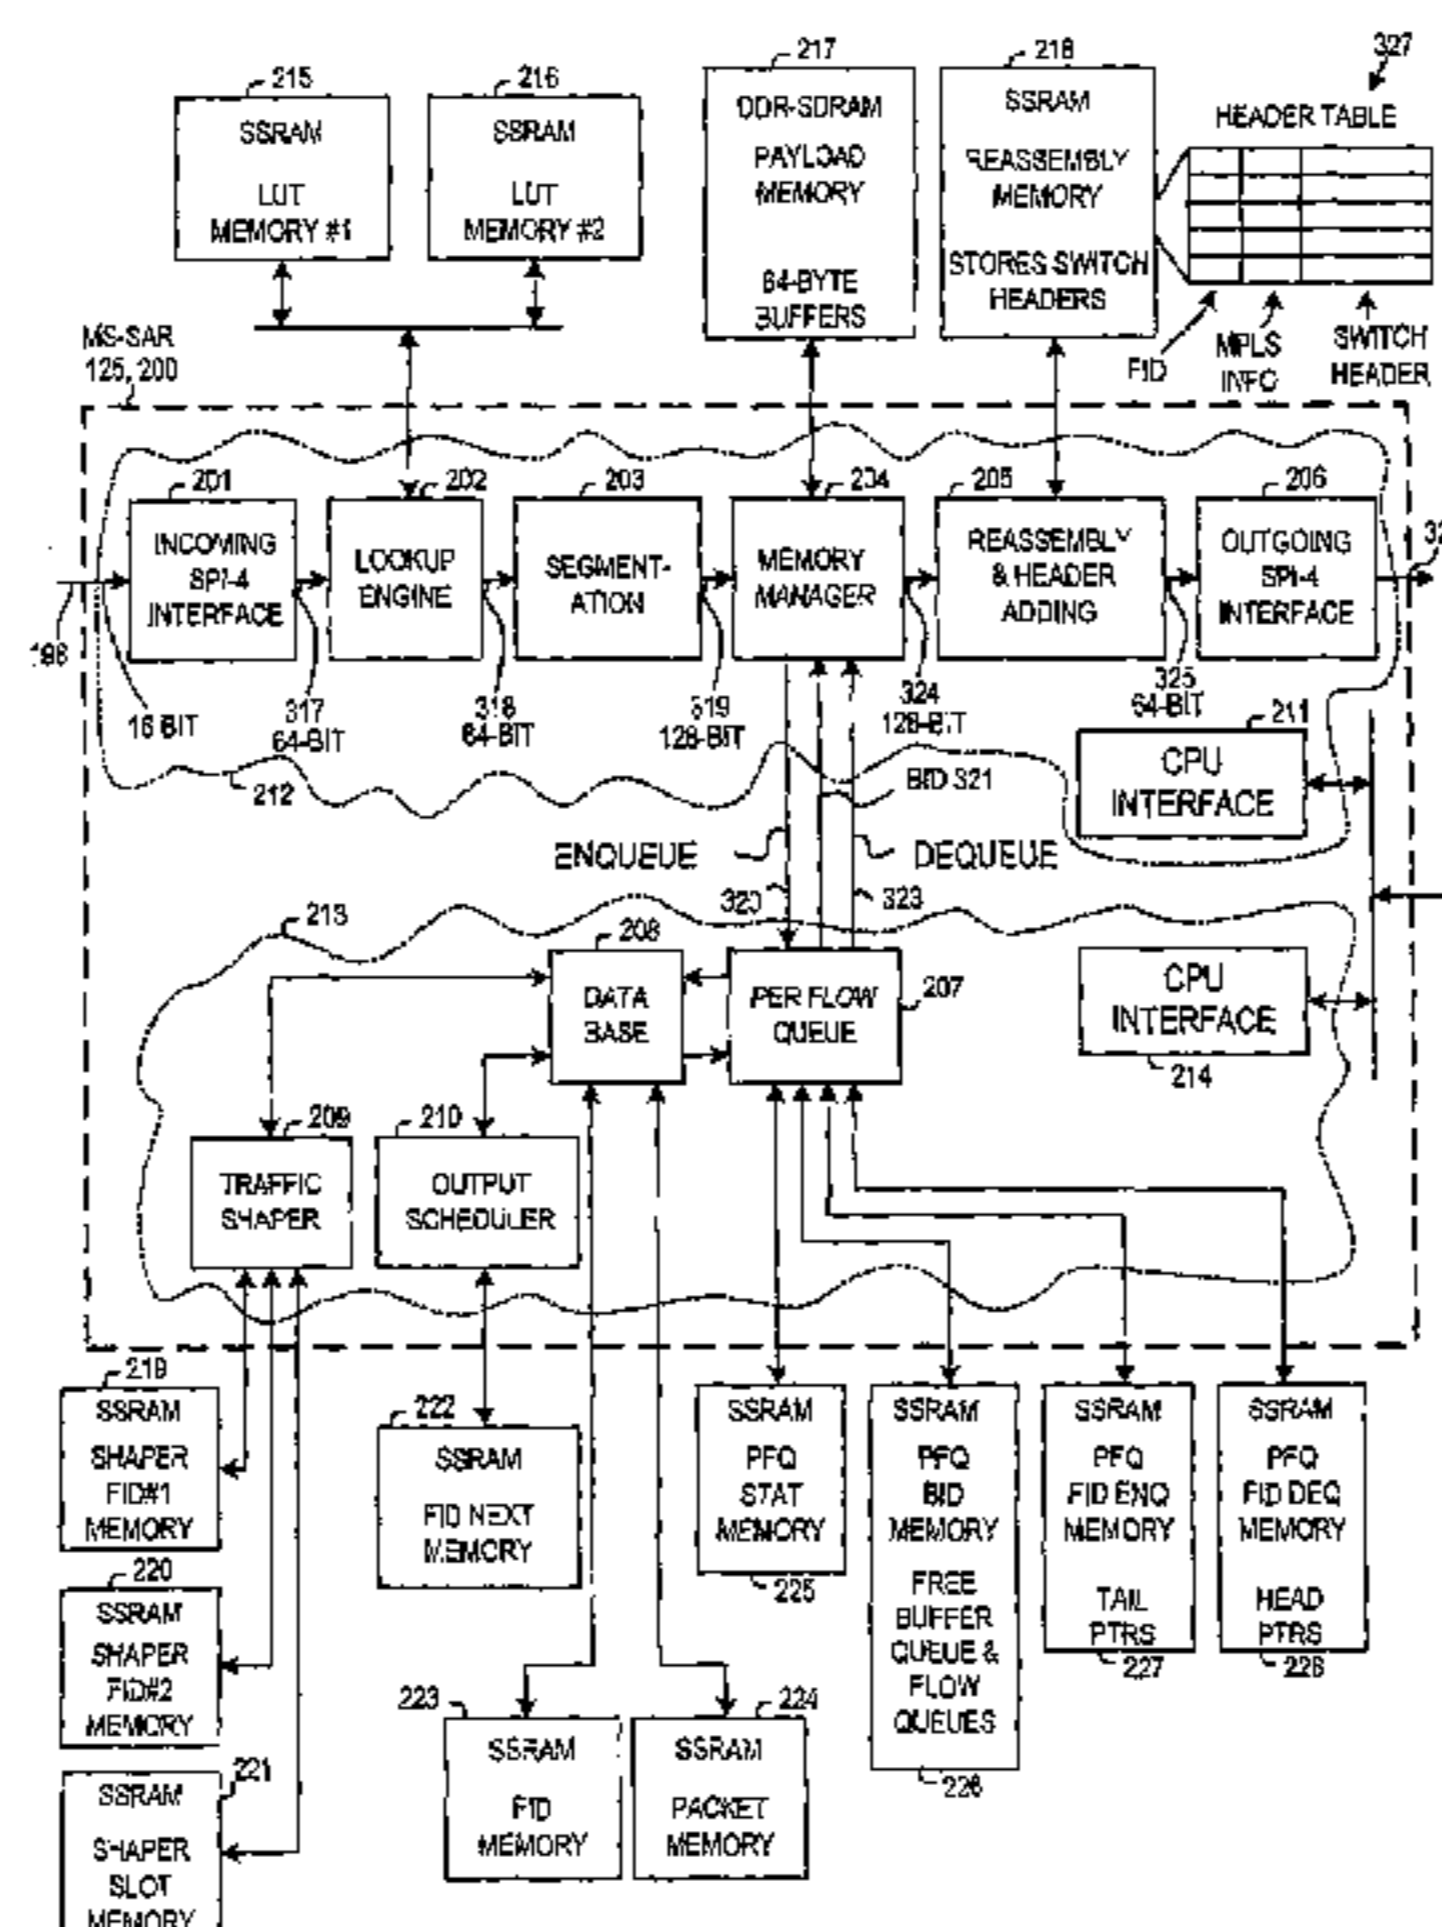 215
SSRAM
LUT
MEMORY #1
216
SSRAM
LUT
MEMORY #2
217
DDR-SDRAM
PAYLOAD
MEMORY
64-BYTE
BUFFERS
218
SSRAM
REASSEMBLY
MEMORY
STORES SWITCH
HEADERS
327
HEADER TABLE
FID
MPLS
INFO
SWITCH
HEADER
MS-SAR
125, 200
201
INCOMING
SPI-4
INTERFACE
202
LOOKUP
ENGINE
203
SEGMENT-
ATION
204
MEMORY
MANAGER
205
REASSEMBLY
& HEADER
ADDING
206
OUTGOING
SPI-4
INTERFACE
198
16 BIT
317
64-BIT
318
64-BIT
319
128-BIT
324
128-BIT
325
64-BIT
211
CPU
INTERFACE
212
BID 321
ENQUEUE
DEQUEUE
320
323
213
208
DATA
BASE
PER FLOW
QUEUE
207
CPU
INTERFACE
214
209
TRAFFIC
SHAPER
210
OUTPUT
SCHEDULER
219
SSRAM
SHAPER
FID#1
MEMORY
220
SSRAM
SHAPER
FID#2
MEMORY
221
SSRAM
SHAPER
SLOT
MEMORY
222
SSRAM
FID NEXT
MEMORY
223
SSRAM
FID
MEMORY
224
SSRAM
PACKET
MEMORY
SSRAM
PFQ
STAT
MEMORY
225
SSRAM
PFQ
BID
MEMORY
FREE
BUFFER
QUEUE &
FLOW
QUEUES
226
SSRAM
PFQ
FID ENQ
MEMORY
TAIL
PTRS
227
SSRAM
PFQ
FID DEQ
MEMORY
HEAD
PTRS
228